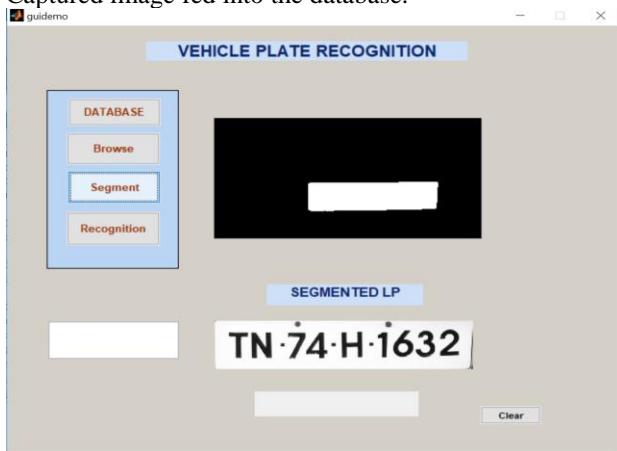 Captured image fed into the database.
guidemo
VEHICLE PLATE RECOGNITION
DATABASE
Browse
Segment
Recognition
SEGMENTED LP
TN·74·H·1632
Clear